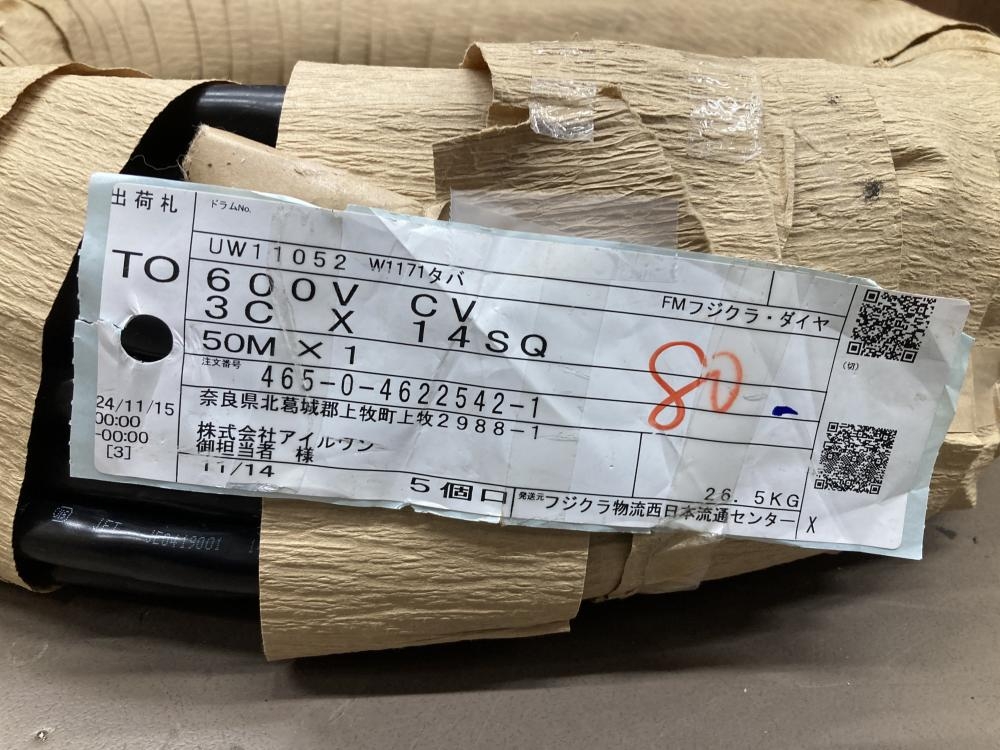 出荷札
ドラムNo.
UW11052 W1171タバ
FMフジクラ・ダイヤ
TO
600V CV
3C X 14SQ
50M × 1
80
(切)
注文番号
465-0-4622542-1
奈良県北葛城郡上牧町上牧2988-1
24/11/15
00:00
-00:00
[3]
株式会社アイルワン
御担当者 様
11/14
5個口
26.5KG
発送元 フジクラ物流西日本流通センター
X
JET JE0419001